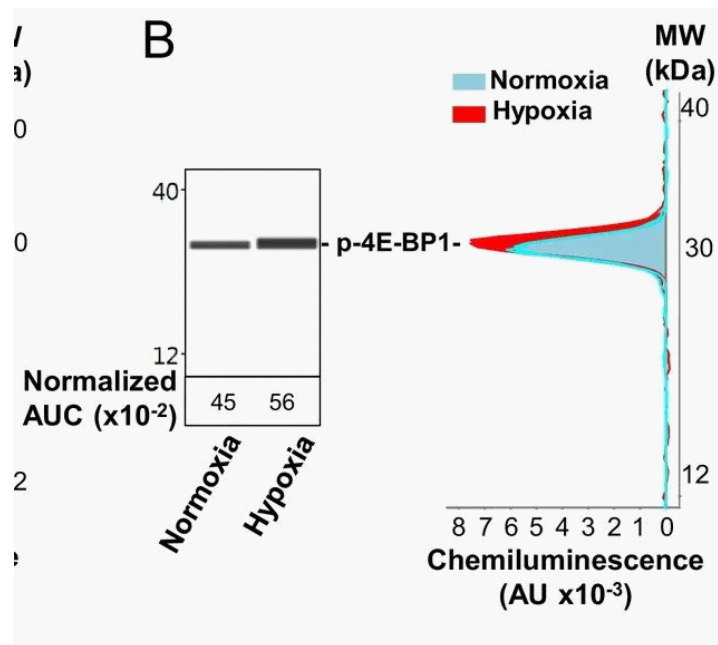 B
MW
(kDa)
Normoxia
Hypoxia
40
30
12
40
12
- p-4E-BP1-
Normalized
AUC (x10⁻²)
45 56
Normoxia
Hypoxia
8 7 6 5 4 3 2 1 0
Chemiluminescence
(AU x10⁻³)